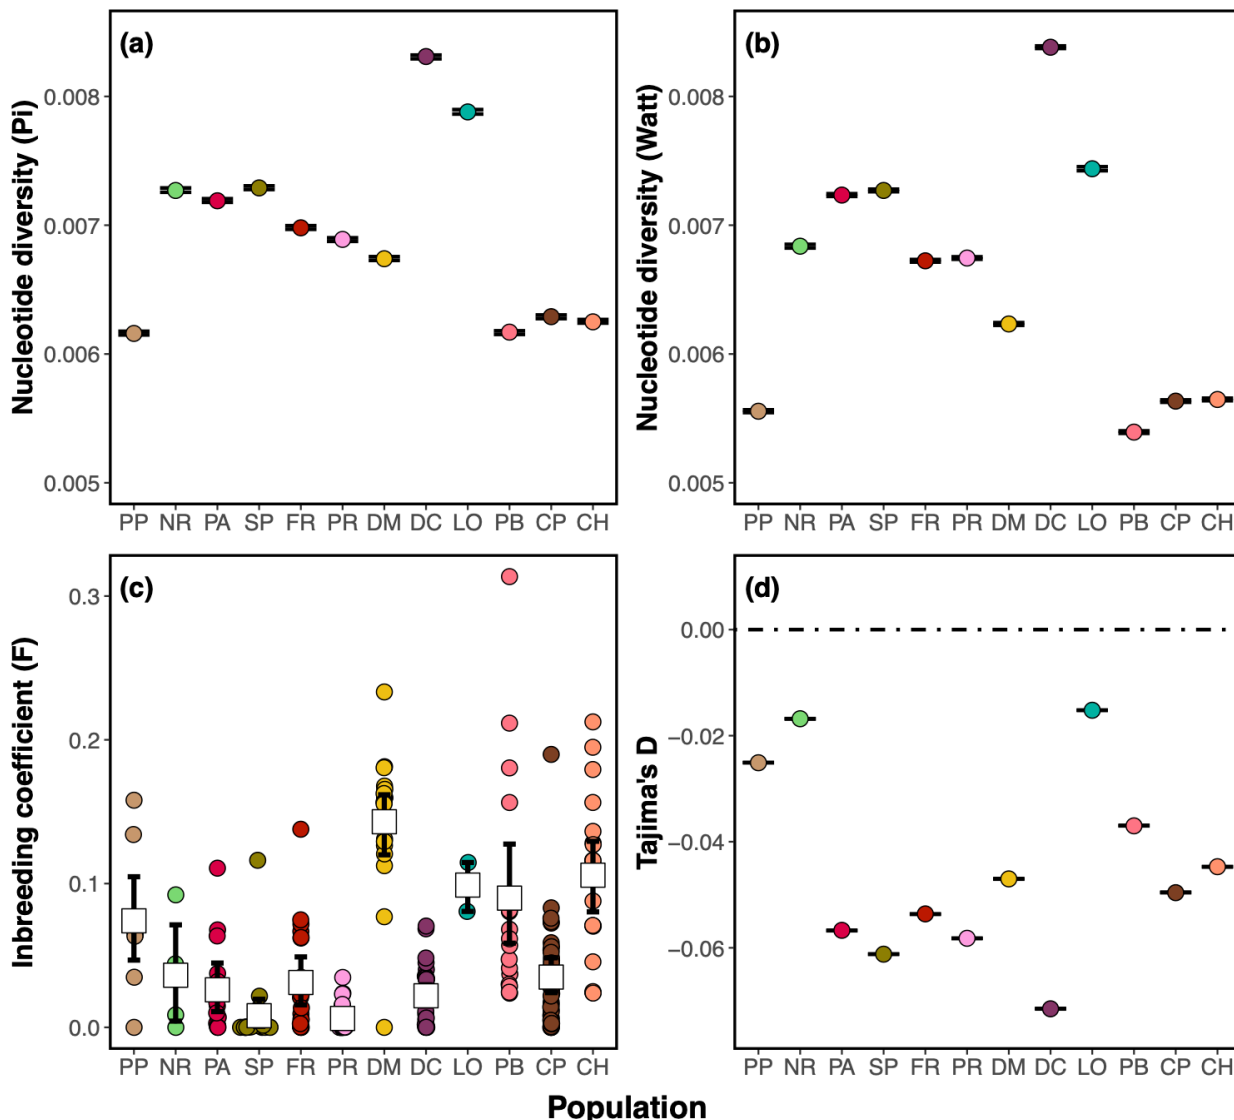 (a)
Nucleotide diversity (Pi)
0.008
0.007
0.006
0.005
PP NR PA SP FR PR DM DC LO PB CP CH
(b)
Nucleotide diversity (Watt)
0.008
0.007
0.006
0.005
PP NR PA SP FR PR DM DC LO PB CP CH
(c)
Inbreeding coefficient (F)
0.3
0.2
0.1
0.0
PP NR PA SP FR PR DM DC LO PB CP CH
(d)
Tajima's D
0.00
−0.02
−0.04
−0.06
PP NR PA SP FR PR DM DC LO PB CP CH
Population